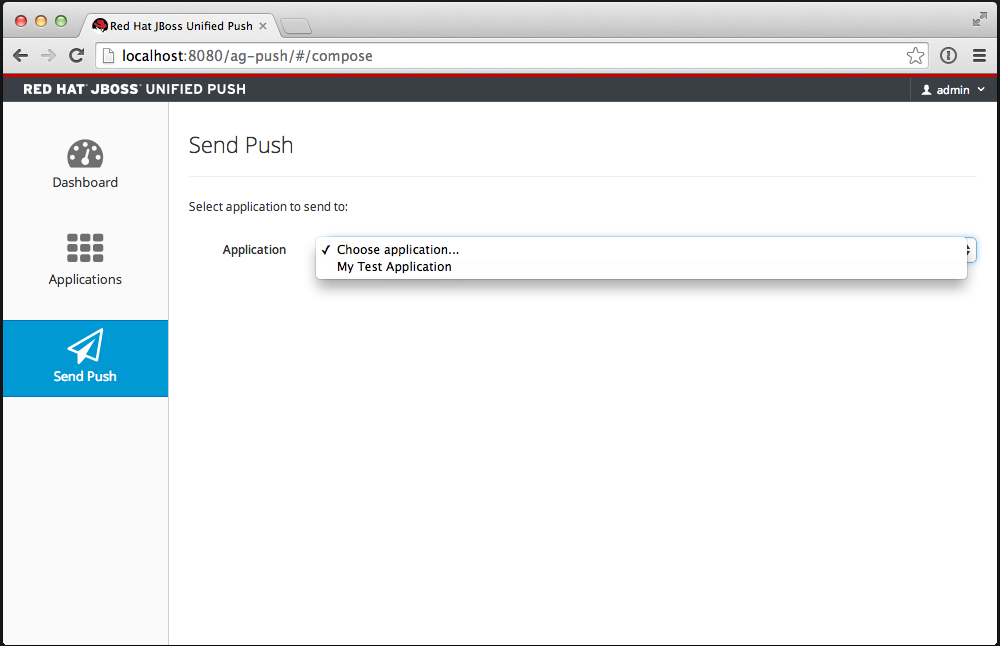 Red Hat JBoss Unified Push
localhost:8080/ag-push/#/compose
RED HAT® JBOSS® UNIFIED PUSH
admin
Dashboard
Applications
Send Push
Send Push
Select application to send to:
Application
✓ Choose application...
My Test Application